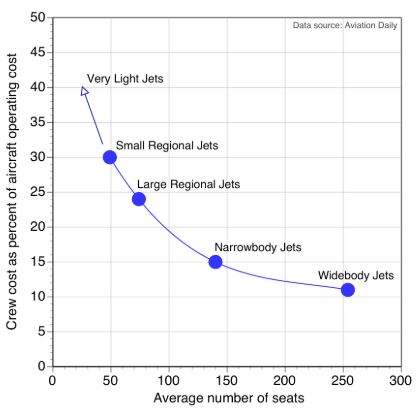 Data source: Aviation Daily
Crew cost as percent of aircraft operating cost
50
45
40
35
30
25
20
15
10
5
0
Very Light Jets
Small Regional Jets
Large Regional Jets
Narrowbody Jets
Widebody Jets
0 50 100 150 200 250 300
Average number of seats